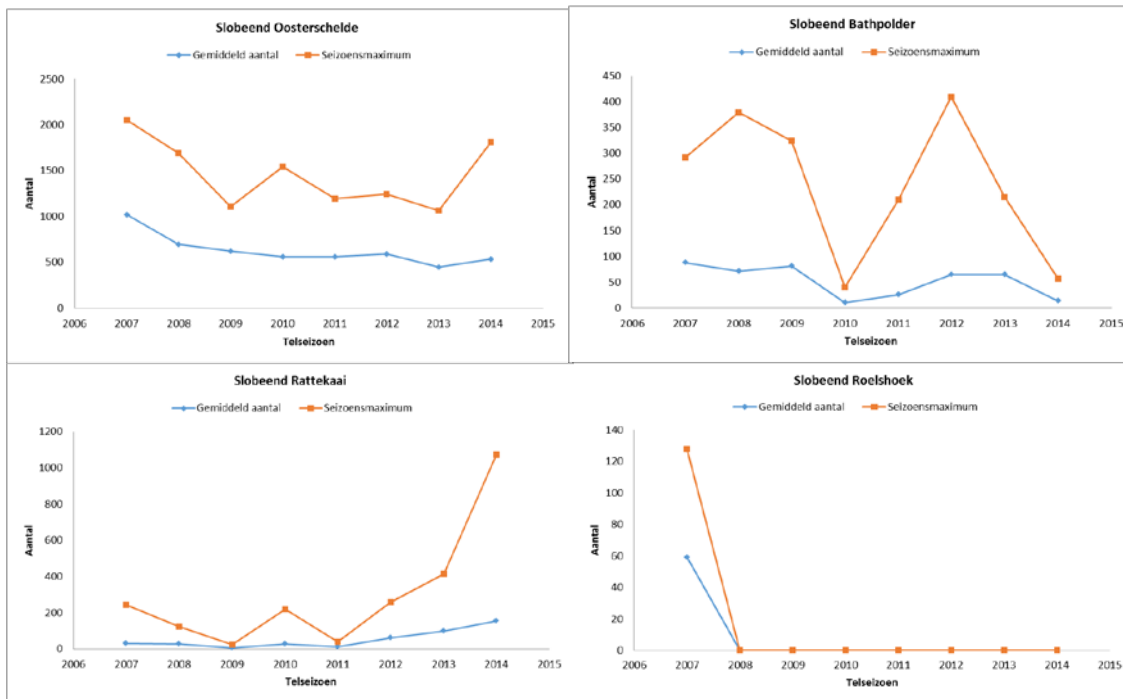 Slobeend Oosterschelde
Gemiddeld aantal Seizoensmaximum
2500
2000
1500
1000
500
0
Aantal
2006 2007 2008 2009 2010 2011 2012 2013 2014 2015
Telseizoen
Slobeend Bathpolder
Gemiddeld aantal Seizoensmaximum
450
400
350
300
250
200
150
100
50
0
Aantal
2006 2007 2008 2009 2010 2011 2012 2013 2014 2015
Telseizoen
Slobeend Rattekaai
Gemiddeld aantal Seizoensmaximum
1200
1000
800
600
400
200
0
Aantal
2006 2007 2008 2009 2010 2011 2012 2013 2014 2015
Telseizoen
Slobeend Roelshoek
Gemiddeld aantal Seizoensmaximum
140
120
100
80
60
40
20
0
Aantal
2006 2007 2008 2009 2010 2011 2012 2013 2014 2015
Telseizoen